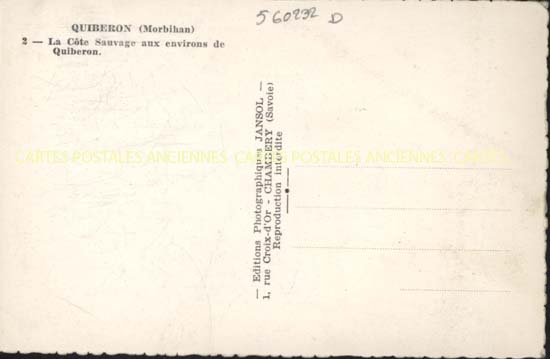 QUIBERON (Morbihan)
2 — La Côte Sauvage aux environs de
Quiberon.
560232 D
— Editions Photographiques JANSOL —
1, rue Croix-d'Or - CHAMBÉRY (Savoie)
Reproduction interdite
CARTES POSTALES ANCIENNES CARTES POSTALES ANCIENNES CARTES